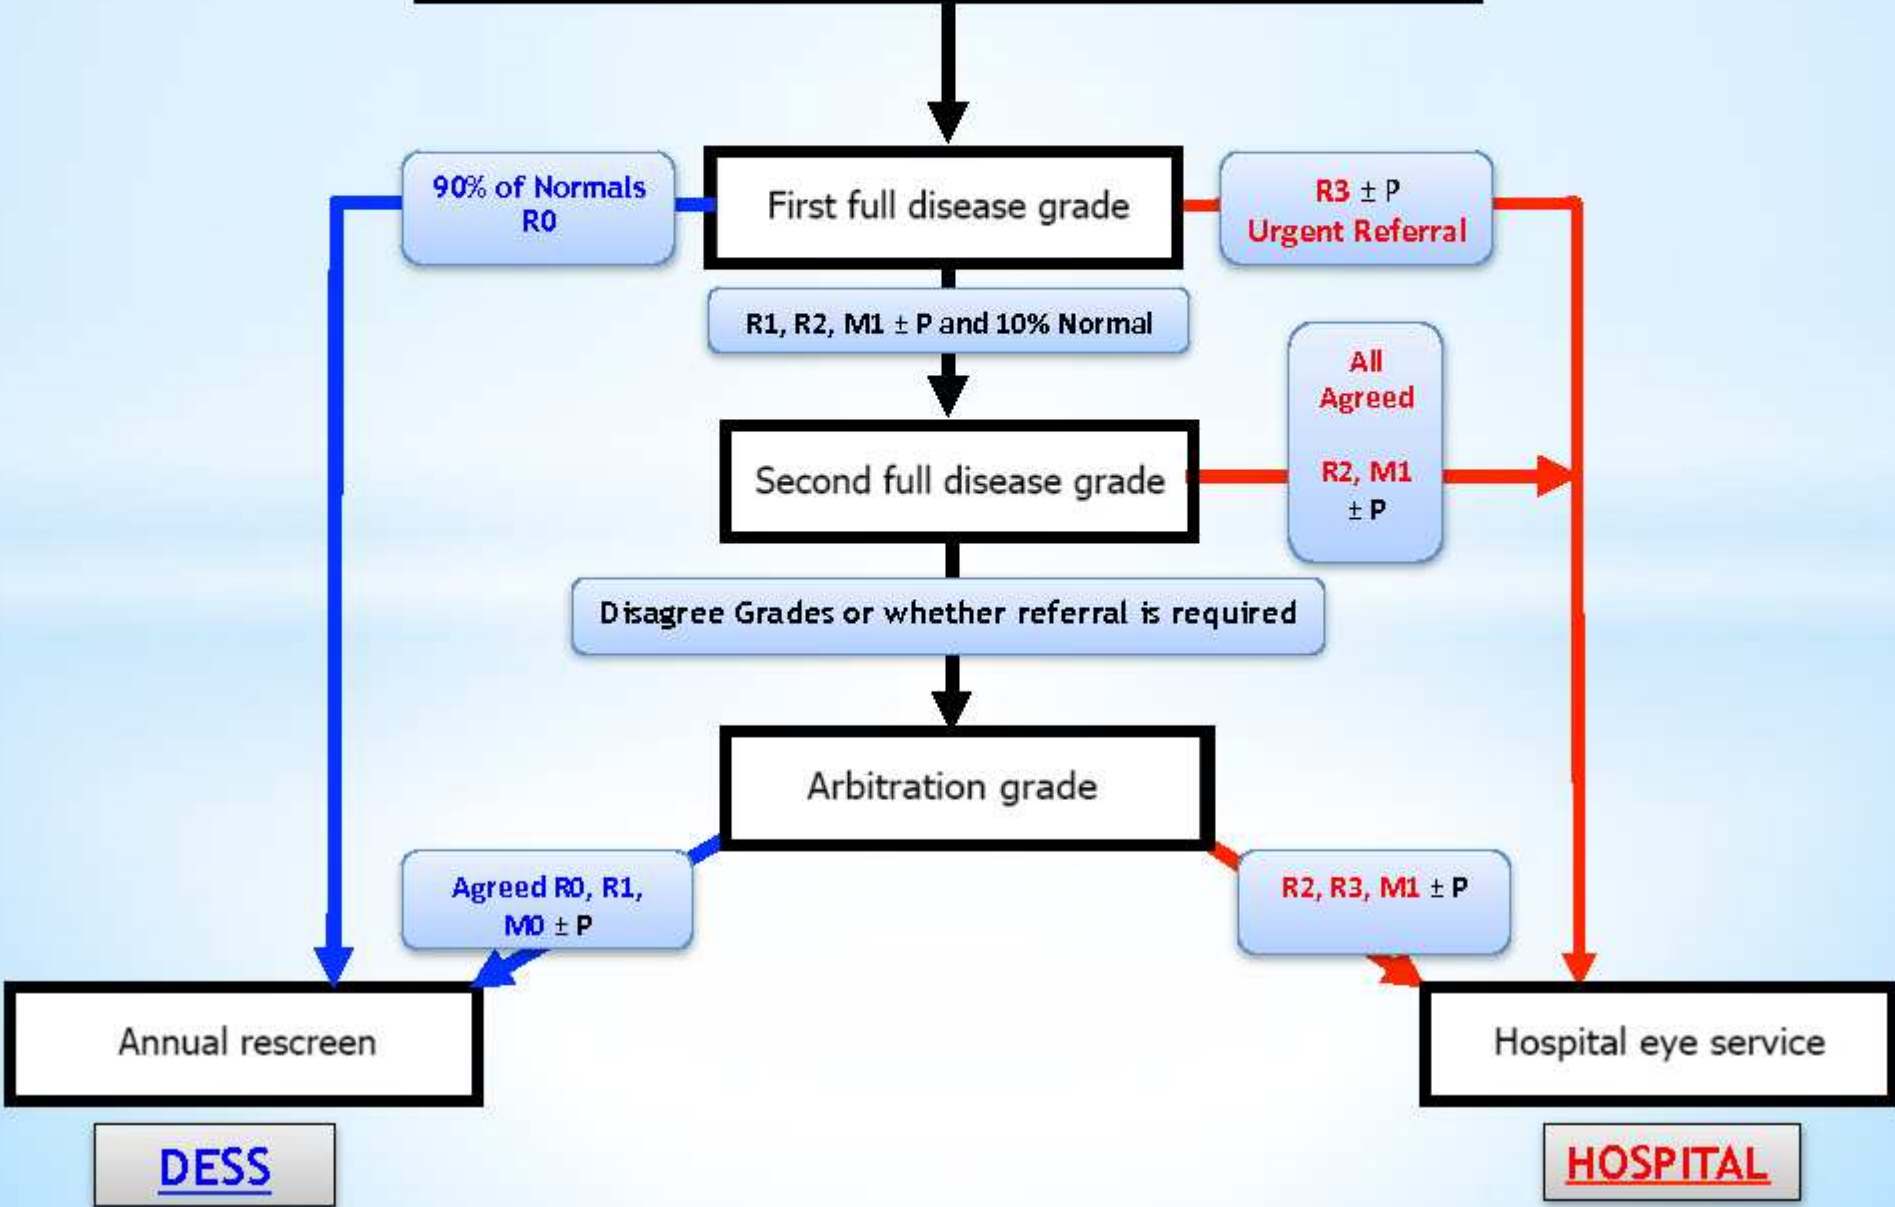 90% of Normals
R0
First full disease grade
R3 ± P
Urgent Referral
R1, R2, M1 ± P and 10% Normal
All
Agreed
R2, M1
± P
Second full disease grade
Disagree Grades or whether referral is required
Arbitration grade
Agreed R0, R1,
M0 ± P
R2, R3, M1 ± P
Annual rescreen
Hospital eye service
DESS
HOSPITAL